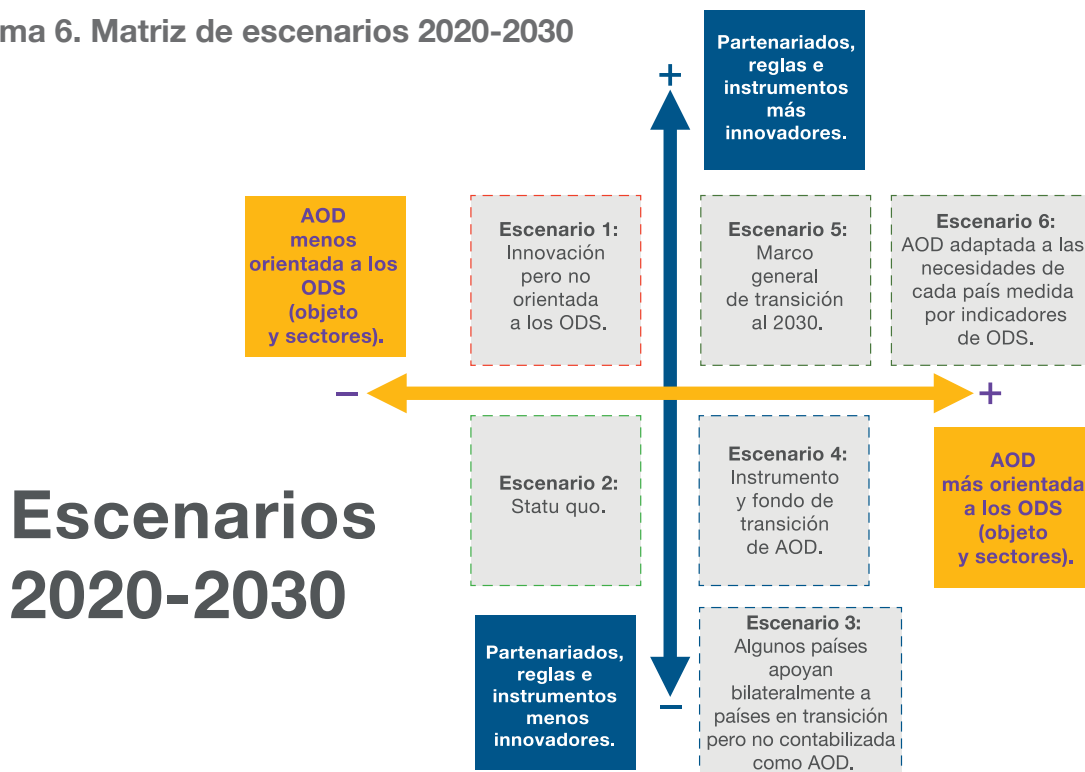 ma 6. Matriz de escenarios 2020-2030
Partenariados,
reglas e
instrumentos
más
innovadores.
+
AOD
menos
orientada a los
ODS
(objeto
y sectores).
Escenario 1:
Innovación
pero no
orientada
a los ODS.
Escenario 5:
Marco
general
de transición
al 2030.
Escenario 6:
AOD adaptada a las
necesidades de
cada país medida
por indicadores
de ODS.
−
+
Escenario 2:
Statu quo.
Escenario 4:
Instrumento
y fondo de
transición
de AOD.
AOD
más orientada
a los ODS
(objeto
y sectores).
Escenarios
2020-2030
Partenariados,
reglas e
instrumentos
menos
innovadores.
−
Escenario 3:
Algunos países
apoyan
bilateralmente a
países en transición
pero no contabilizada
como AOD.